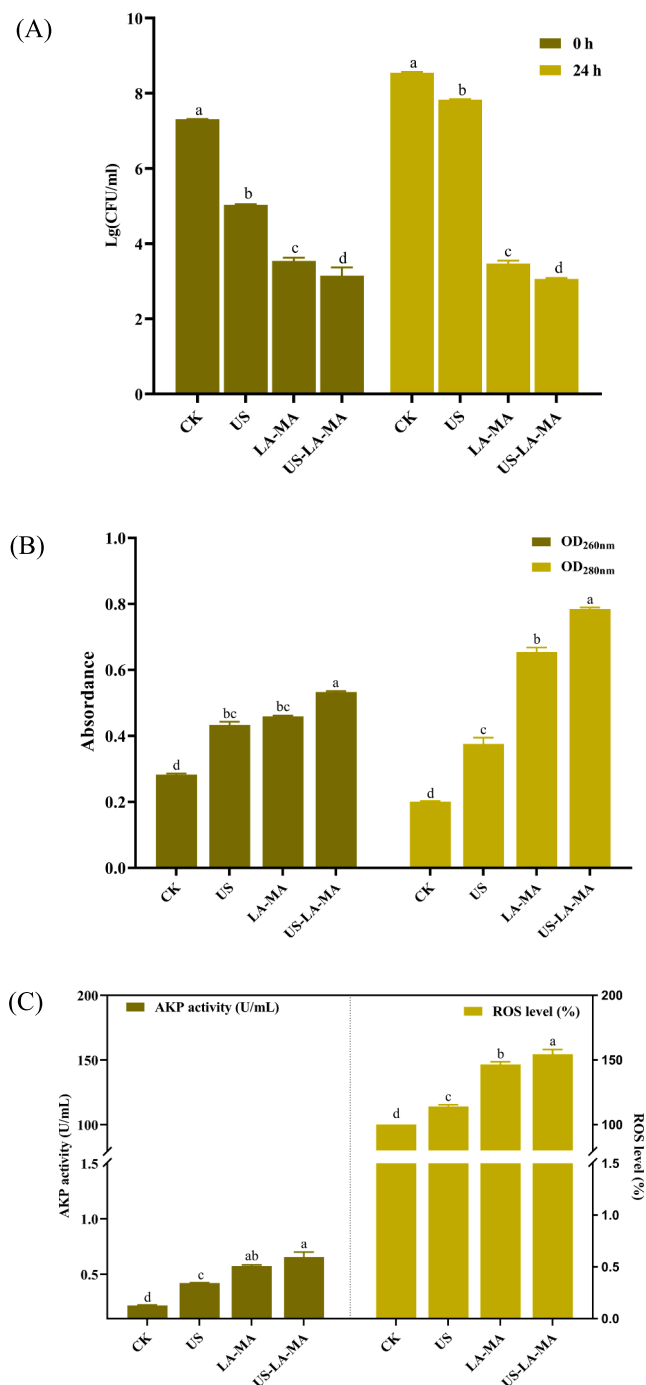 (A)
10
8
6
4
2
0
Lg(CFU/ml)
0 h
24 h
a
b
c
d
a
b
c
d
CK
US
LA-MA
US-LA-MA
CK
US
LA-MA
US-LA-MA
(B)
1.0
0.8
0.6
0.4
0.2
0.0
Absordance
OD260nm
OD280nm
d
bc
bc
a
d
c
b
a
CK
US
LA-MA
US-LA-MA
CK
US
LA-MA
US-LA-MA
(C)
200
150
100
1.5
1.0
0.5
AKP activity (U/mL)
AKP activity (U/mL)
ROS level (%)
d
c
ab
a
d
c
b
a
200
150
100
1.5
1.0
0.5
0.0
ROS level
(%)
CK
US
LA-MA
US-LA-MA
CK
US
LA-MA
US-LA-MA